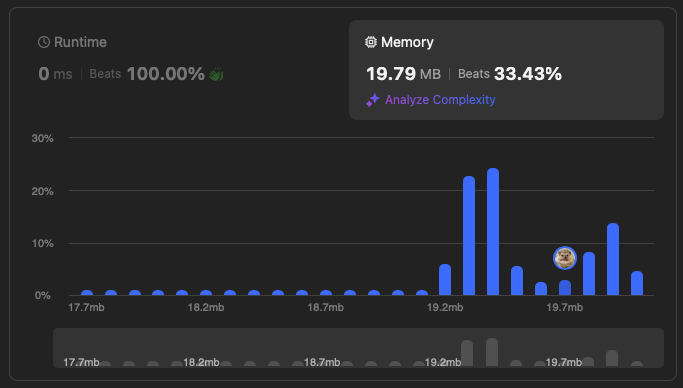 Runtime
0 ms | Beats 100.00%
Memory
19.79 MB | Beats 33.43%
Analyze Complexity
30%
20%
10%
0%
17.7mb 18.2mb 18.7mb 19.2mb 19.7mb
17.7mb 18.2mb 18.7mb 19.2mb 19.7mb